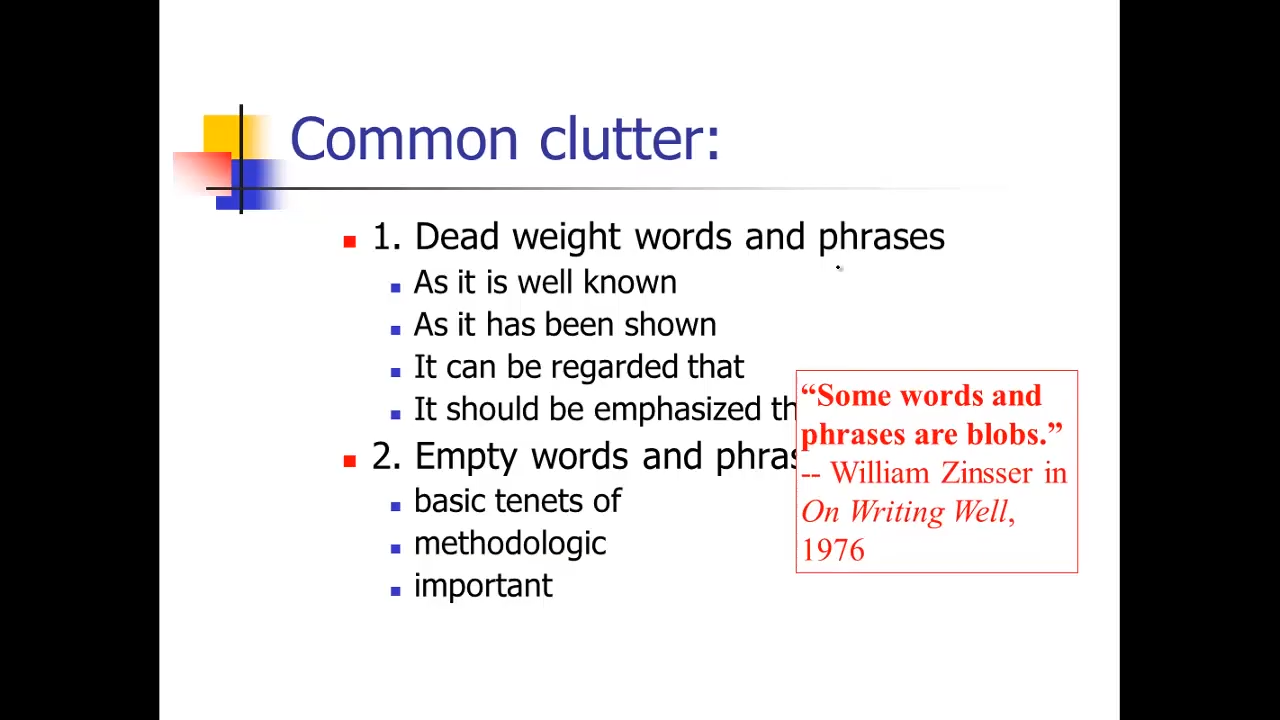 Common clutter:
1. Dead weight words and phrases
As it is well known
As it has been shown
It can be regarded that
It should be emphasized
2. Empty words and
basic tenets of
methodologic
important
“Some words and
phrases are blobs.”
-- William Zinsser in
On Writing Well,
1976